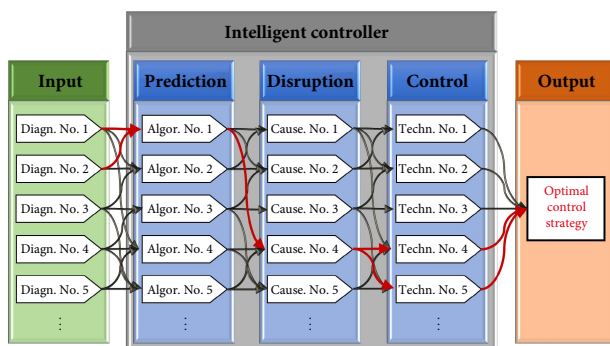 Intelligent controller
Input
Prediction
Disruption
Control
Output
Diagn. No. 1
Algor. No. 1
Cause. No. 1
Techn. No. 1
Diagn. No. 2
Algor. No. 2
Cause. No. 2
Techn. No. 2
Diagn. No. 3
Algor. No. 3
Cause. No. 3
Techn. No. 3
Diagn. No. 4
Algor. No. 4
Cause. No. 4
Techn. No. 4
Diagn. No. 5
Algor. No. 5
Cause. No. 5
Techn. No. 5
⋮
⋮
⋮
⋮
Optimal
control
strategy